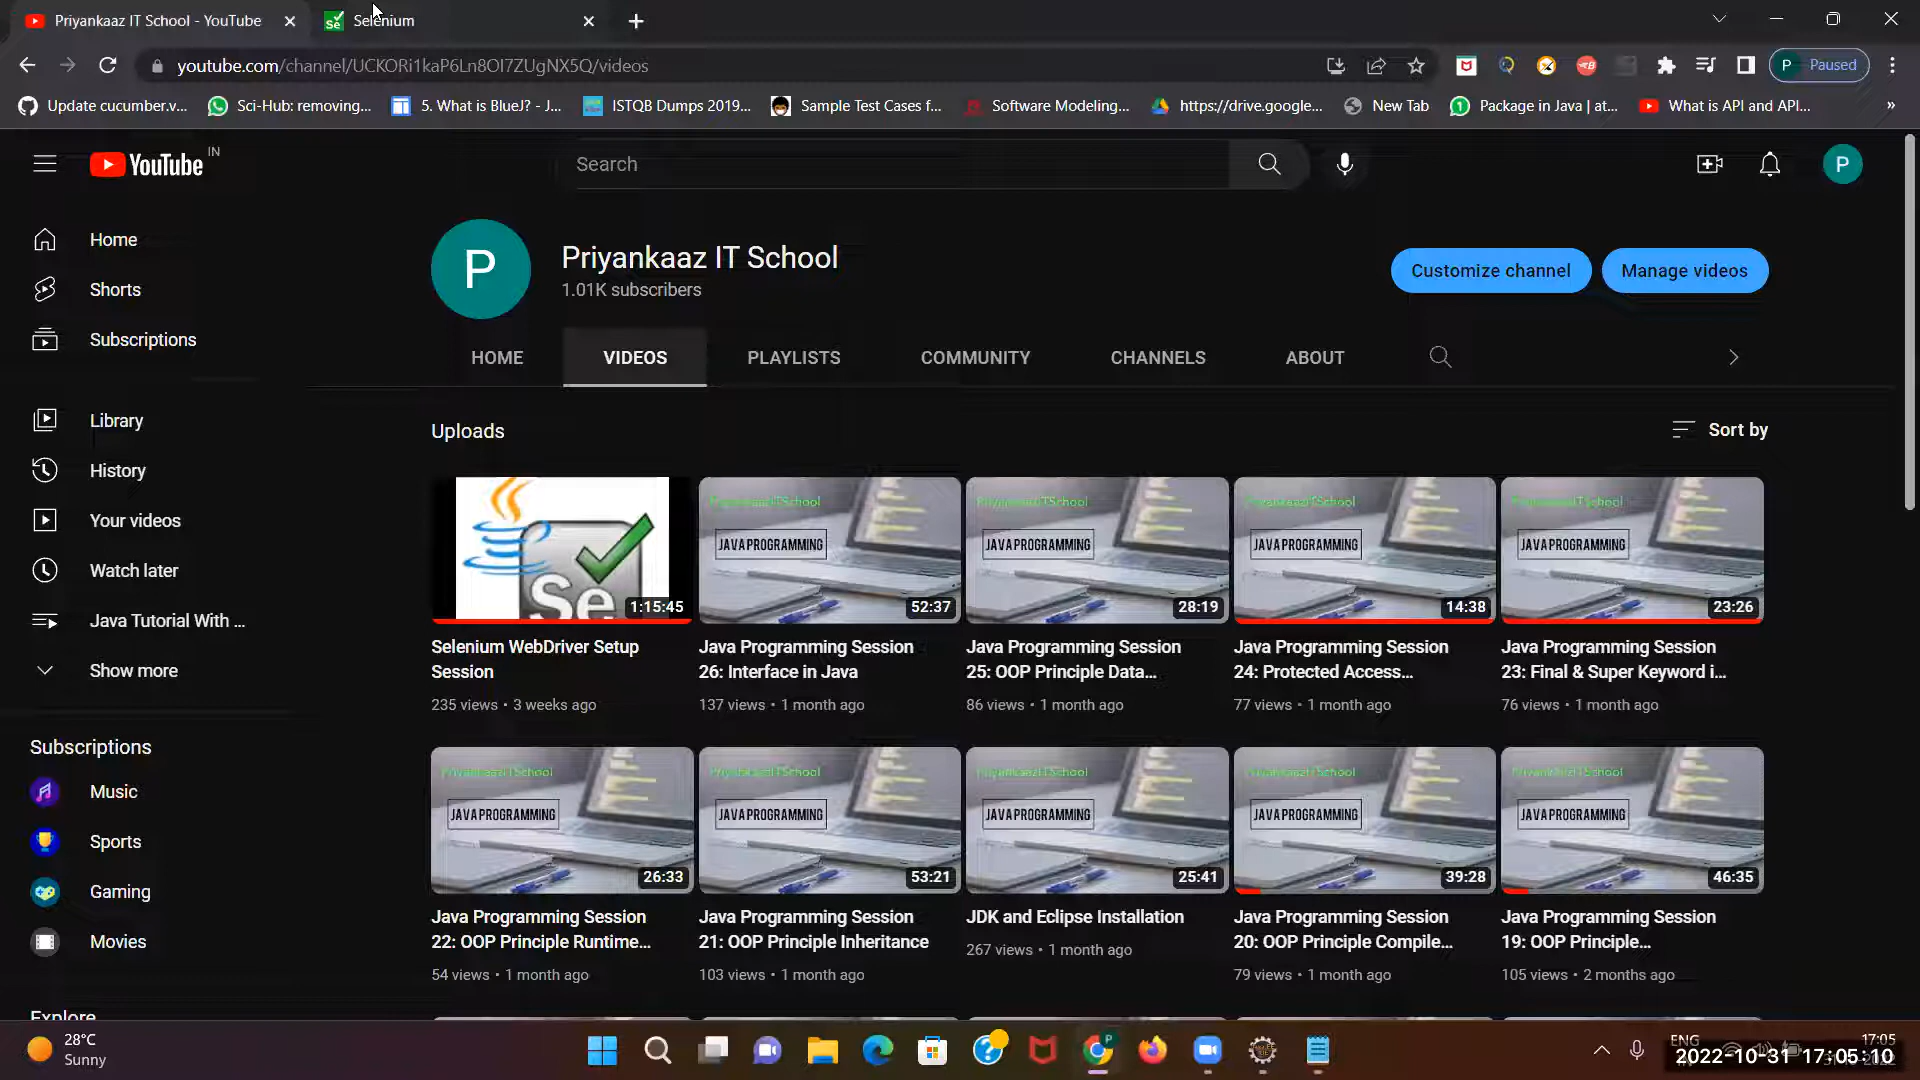 Priyankaaz IT School - YouTube
Selenium
youtube.com/channel/UCKORi1kaP6Ln8OI7ZUgNX5Q/videos
Paused
Update cucumber.v...
Sci-Hub: removing...
5. What is BlueJ? - J...
ISTQB Dumps 2019...
Sample Test Cases f...
Software Modeling...
https://drive.google...
New Tab
Package in Java | at...
What is API and API...
YouTube IN
Search
P
Home
Shorts
Subscriptions
Library
History
Your videos
Watch later
Java Tutorial With ...
Show more
Subscriptions
Music
Sports
Gaming
Movies
Explore
P
Priyankaaz IT School
1.01K subscribers
Customize channel
Manage videos
HOME
VIDEOS
PLAYLISTS
COMMUNITY
CHANNELS
ABOUT
Uploads
Sort by
Se
1:15:45
Selenium WebDriver Setup
Session
235 views • 3 weeks ago
PriyankaazITSchool
JAVA PROGRAMMING
52:37
Java Programming Session
26: Interface in Java
137 views • 1 month ago
PriyankaazITSchool
JAVA PROGRAMMING
28:19
Java Programming Session
25: OOP Principle Data...
86 views • 1 month ago
PriyankaazITSchool
JAVA PROGRAMMING
14:38
Java Programming Session
24: Protected Access...
77 views • 1 month ago
PriyankaazITSchool
JAVA PROGRAMMING
23:26
Java Programming Session
23: Final & Super Keyword i...
76 views • 1 month ago
PriyankaazITSchool
JAVA PROGRAMMING
26:33
Java Programming Session
22: OOP Principle Runtime...
54 views • 1 month ago
PriyankaazITSchool
JAVA PROGRAMMING
53:21
Java Programming Session
21: OOP Principle Inheritance
103 views • 1 month ago
PriyankaazITSchool
JAVA PROGRAMMING
25:41
JDK and Eclipse Installation
267 views • 1 month ago
PriyankaazITSchool
JAVA PROGRAMMING
39:28
Java Programming Session
20: OOP Principle Compile...
79 views • 1 month ago
PriyankaazITSchool
JAVA PROGRAMMING
46:35
Java Programming Session
19: OOP Principle...
105 views • 2 months ago
28°C
Sunny
ENG
17:05
2022-10-31 17:05:10